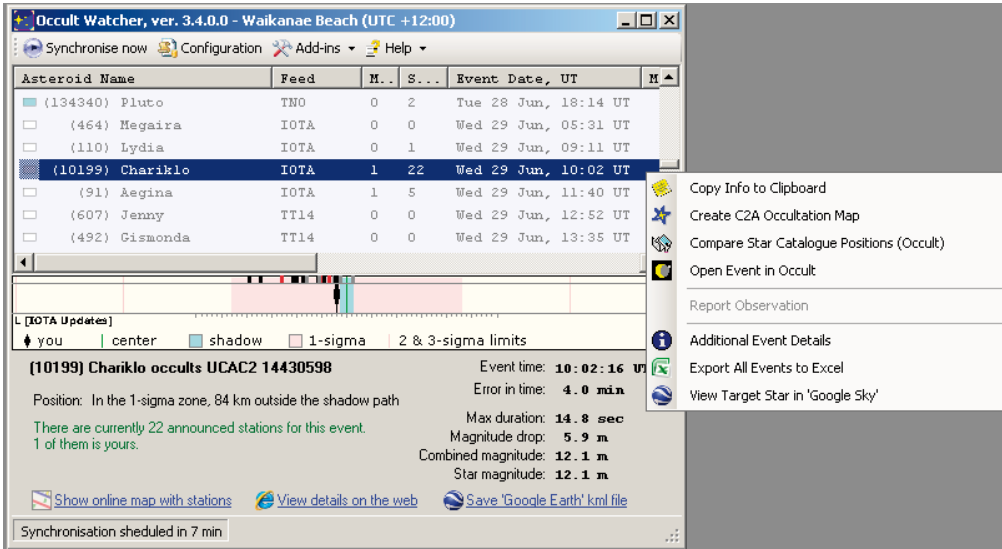 Occult Watcher, ver. 3.4.0.0 - Waikanae Beach (UTC +12:00)
Synchronise now Configuration Add-ins Help
Asteroid Name Feed M.. S... Event Date, UT M
(134340) Pluto TNO 0 2 Tue 28 Jun, 18:14 UT
(464) Megaira IOTA 0 0 Wed 29 Jun, 05:31 UT
(110) Lydia IOTA 0 1 Wed 29 Jun, 09:11 UT
(10199) Chariklo IOTA 1 22 Wed 29 Jun, 10:02 UT
(91) Aegina IOTA 1 5 Wed 29 Jun, 11:40 UT
(607) Jenny TT14 0 0 Wed 29 Jun, 12:52 UT
(492) Gismonda TT14 0 0 Wed 29 Jun, 13:35 UT
Copy Info to Clipboard
Create C2A Occultation Map
Compare Star Catalogue Positions (Occult)
Open Event in Occult
Report Observation
Additional Event Details
Export All Events to Excel
View Target Star in 'Google Sky'
L [IOTA Updates]
you center shadow 1-sigma 2 & 3-sigma limits
(10199) Chariklo occults UCAC2 14430598
Position: In the 1-sigma zone, 84 km outside the shadow path
There are currently 22 announced stations for this event.
1 of them is yours.
Event time: 10:02:16 UT
Error in time: 4.0 min
Max duration: 14.8 sec
Magnitude drop: 5.9 m
Combined magnitude: 12.1 m
Star magnitude: 12.1 m
Show online map with stations View details on the web Save 'Google Earth' kml file
Synchronisation sheduled in 7 min